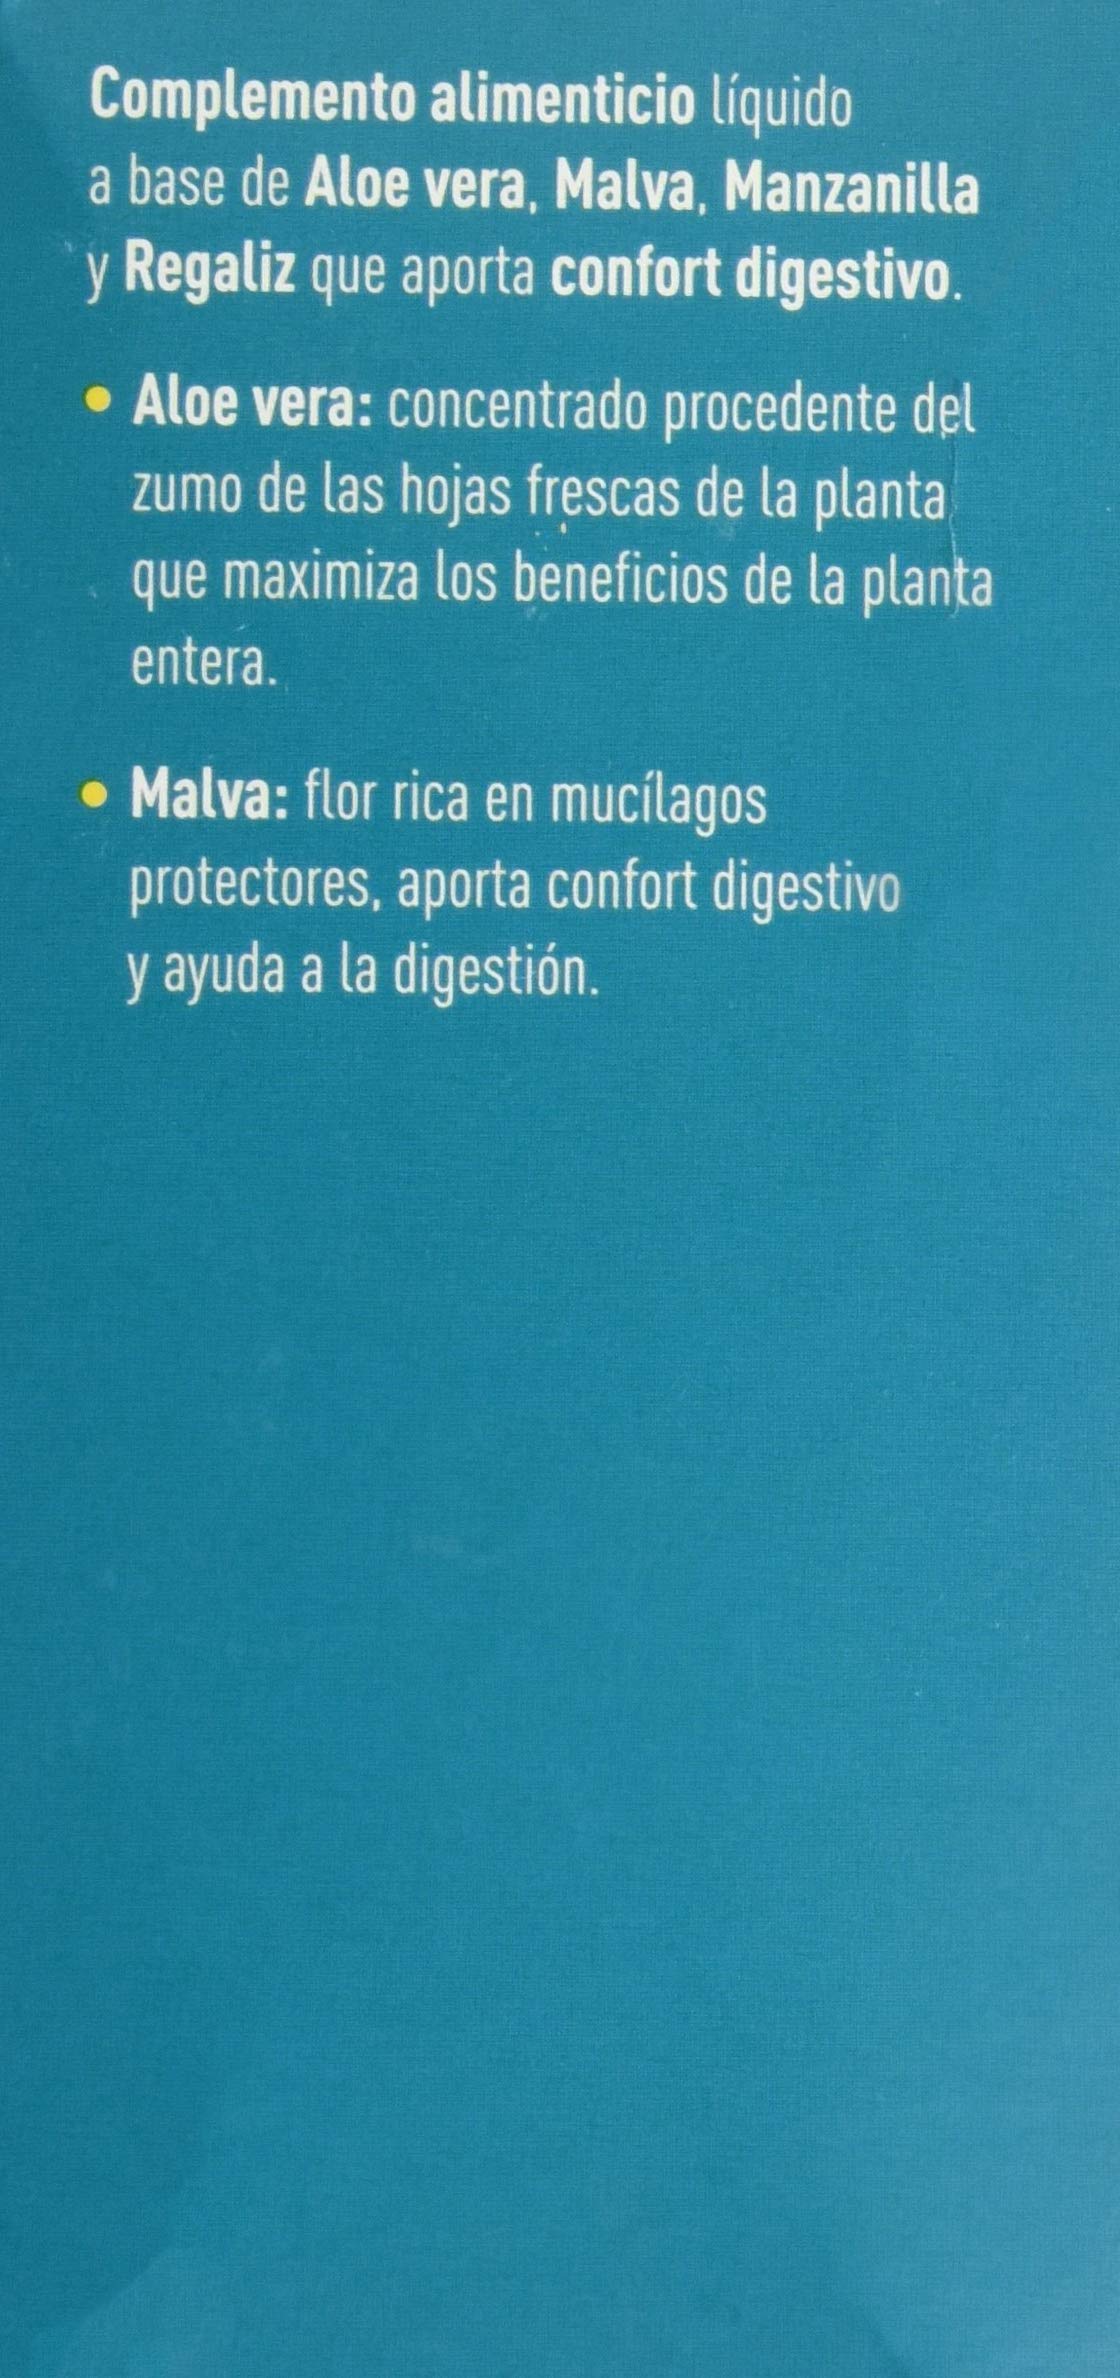 Complemento alimenticio líquido
a base de Aloe vera, Malva, Manzanilla
y Regaliz que aporta confort digestivo.
• Aloe vera: concentrado procedente del
zumo de las hojas frescas de la planta
que maximiza los beneficios de la planta
entera.
• Malva: flor rica en mucílagos
protectores, aporta confort digestivo
y ayuda a la digestión.